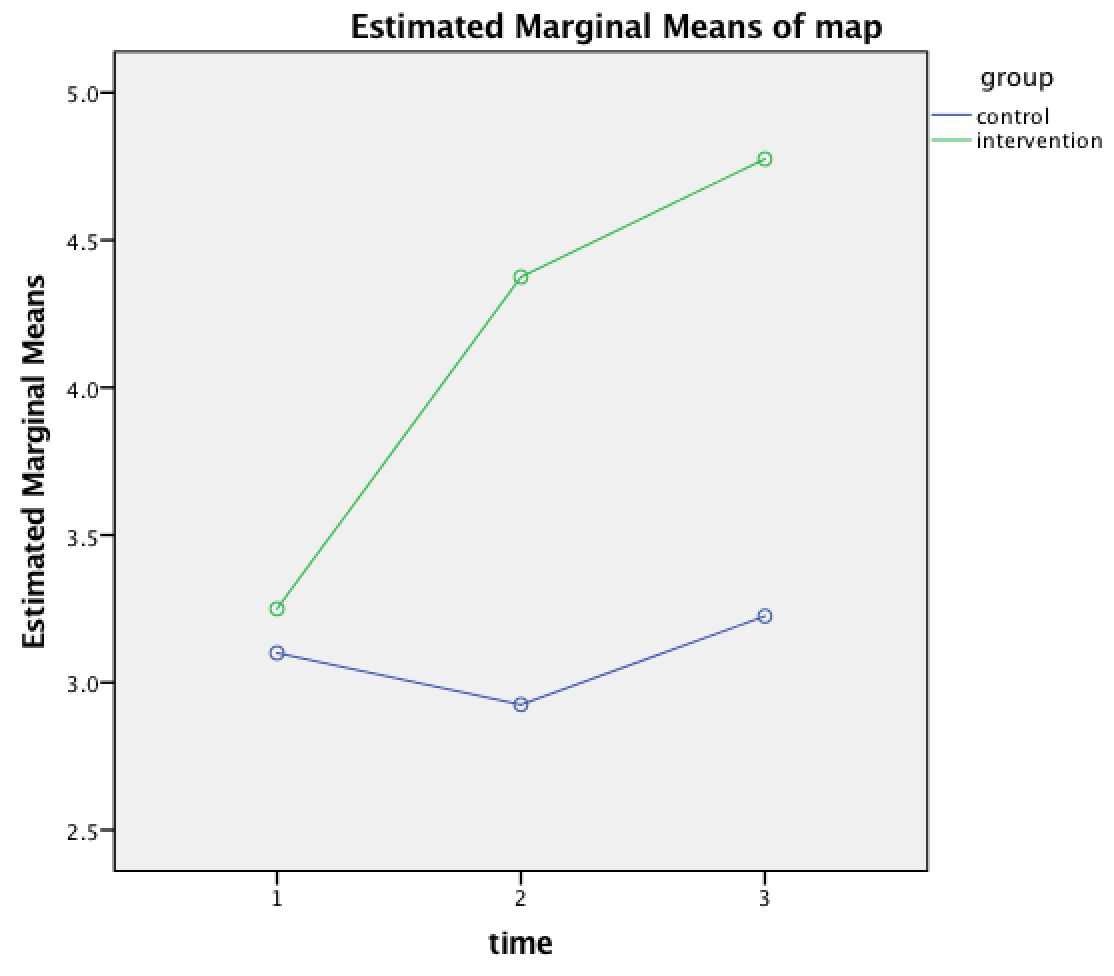 Estimated Marginal Means of map
group
control
intervention
Estimated Marginal Means
5.0
4.5
4.0
3.5
3.0
2.5
1 2 3
time